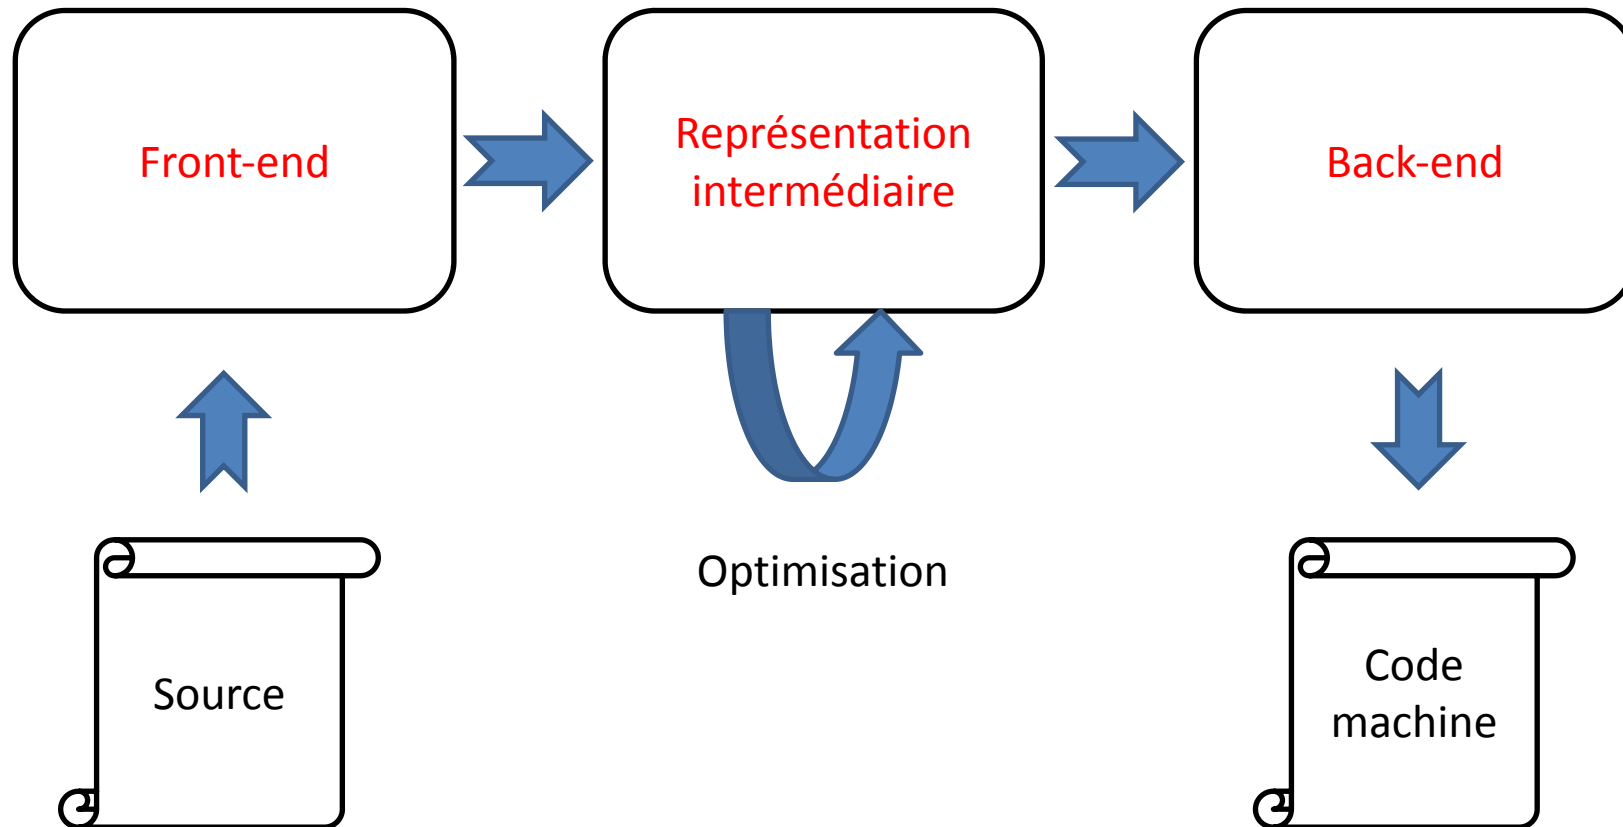 Front-end
Représentation
intermédiaire
Back-end
Optimisation
Source
Code
machine